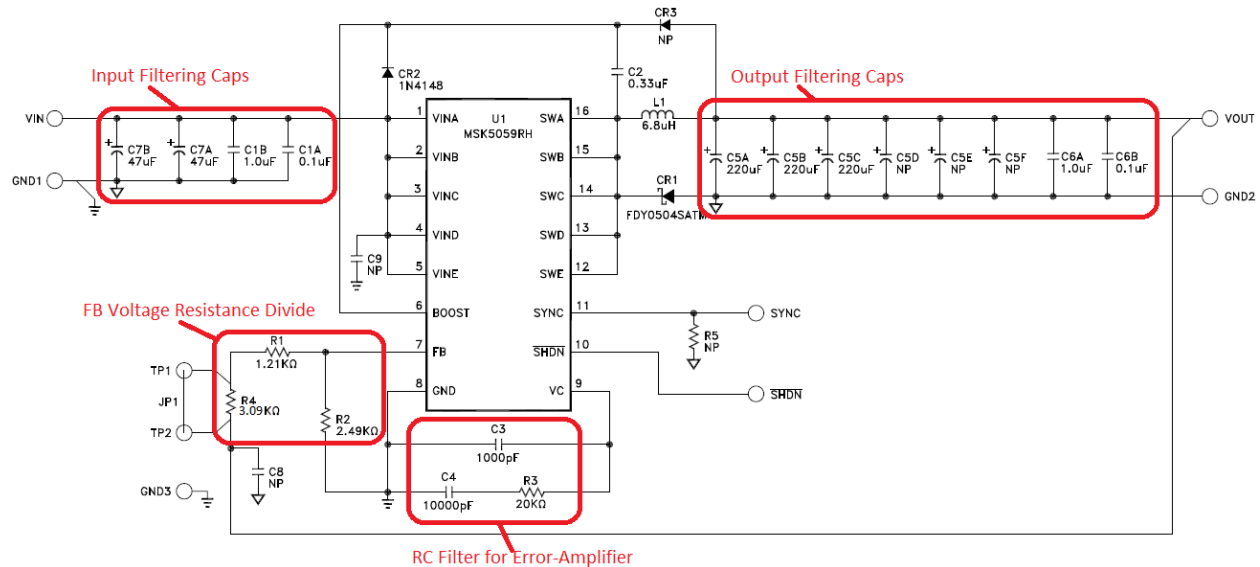 CR3
NP
Input Filtering Caps
CR2
1N4148
C2
0.33uF
Output Filtering Caps
VIN
C7B
47uF
C7A
47uF
C1B
1.0uF
C1A
0.1uF
GND1
U1
MSK5059RH
1
VINA
2
VINB
3
VINC
4
VIND
5
VINE
6
BOOST
7
FB
8
GND
16
SWA
15
SWB
14
SWC
13
SWD
12
SWE
11
SYNC
10
SHDN
9
VC
L1
6.8uH
CR1
FDY0504SATM
C5A
220uF
C5B
220uF
C5C
220uF
C5D
NP
C5E
NP
C5F
NP
C6A
1.0uF
C6B
0.1uF
VOUT
GND2
C9
NP
FB Voltage Resistance Divide
R1
1.21KΩ
TP1
JP1
TP2
R4
3.09KΩ
R2
2.49KΩ
SYNC
R5
NP
SHDN
C8
NP
GND3
C3
1000pF
C4
10000pF
R3
20KΩ
RC Filter for Error-Amplifier